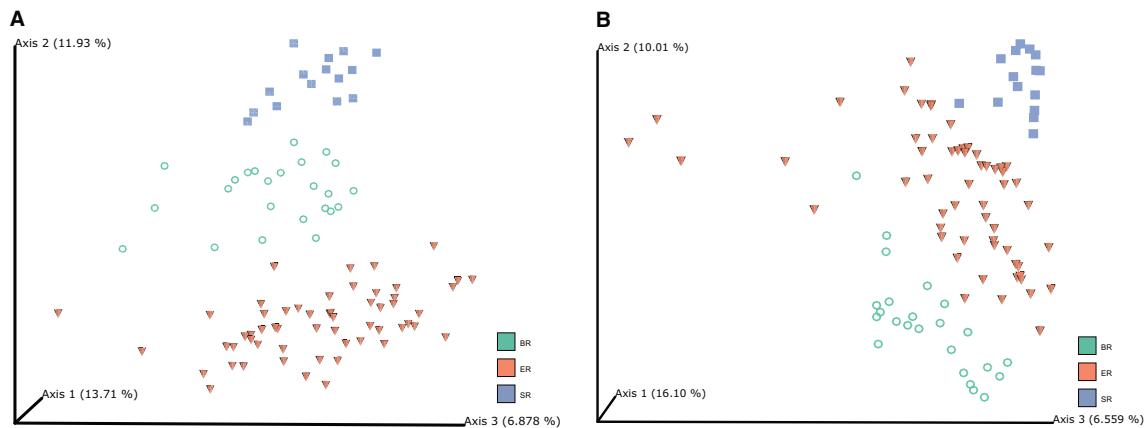 A
Axis 2 (11.93 %)
Axis 1 (13.71 %)
Axis 3 (6.878 %)
BR
ER
SR
B
Axis 2 (10.01 %)
Axis 1 (16.10 %)
Axis 3 (6.559 %)
BR
ER
SR